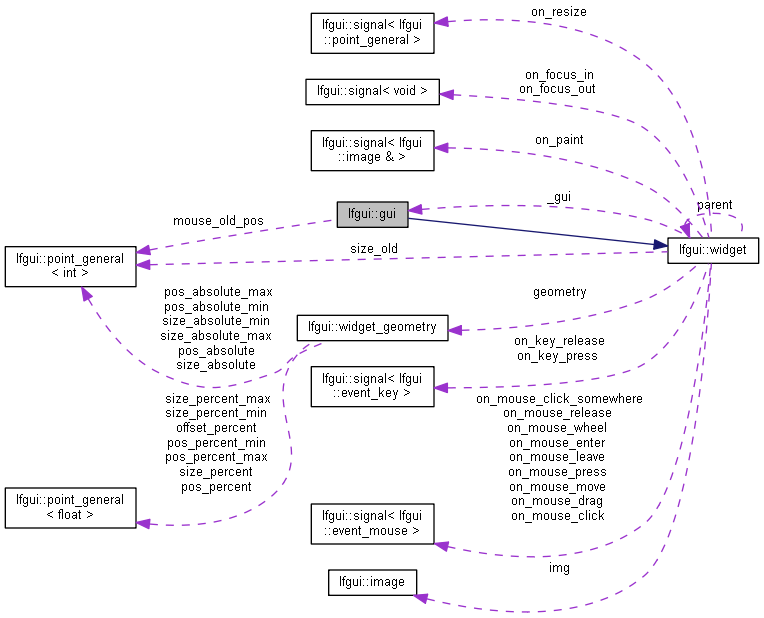 lfgui::signal< lfgui
::point_general >
on_resize
lfgui::signal< void >
on_focus_in
on_focus_out
lfgui::signal< lfgui
::image & >
on_paint
lfgui::gui
_gui
parent
mouse_old_pos
size_old
lfgui::widget
lfgui::point_general
< int >
pos_absolute_max
pos_absolute_min
size_absolute_min
size_absolute_max
pos_absolute
size_absolute
lfgui::widget_geometry
geometry
on_key_release
on_key_press
lfgui::signal< lfgui
::event_key >
size_percent_max
size_percent_min
offset_percent
pos_percent_min
pos_percent_max
size_percent
pos_percent
on_mouse_click_somewhere
on_mouse_release
on_mouse_wheel
on_mouse_enter
on_mouse_leave
on_mouse_press
on_mouse_move
on_mouse_drag
on_mouse_click
lfgui::point_general
< float >
lfgui::signal< lfgui
::event_mouse >
img
lfgui::image